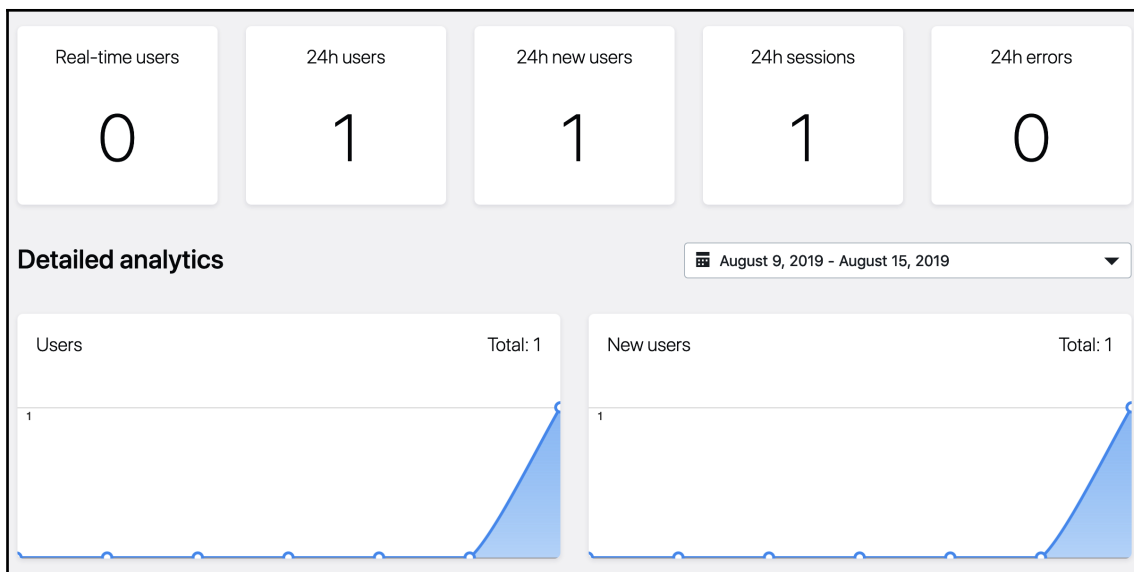 Real-time users
24h users
24h new users
24h sessions
24h errors
0
1
1
1
0
Detailed analytics
August 9, 2019 - August 15, 2019
Users
Total: 1
New users
Total: 1
1
1